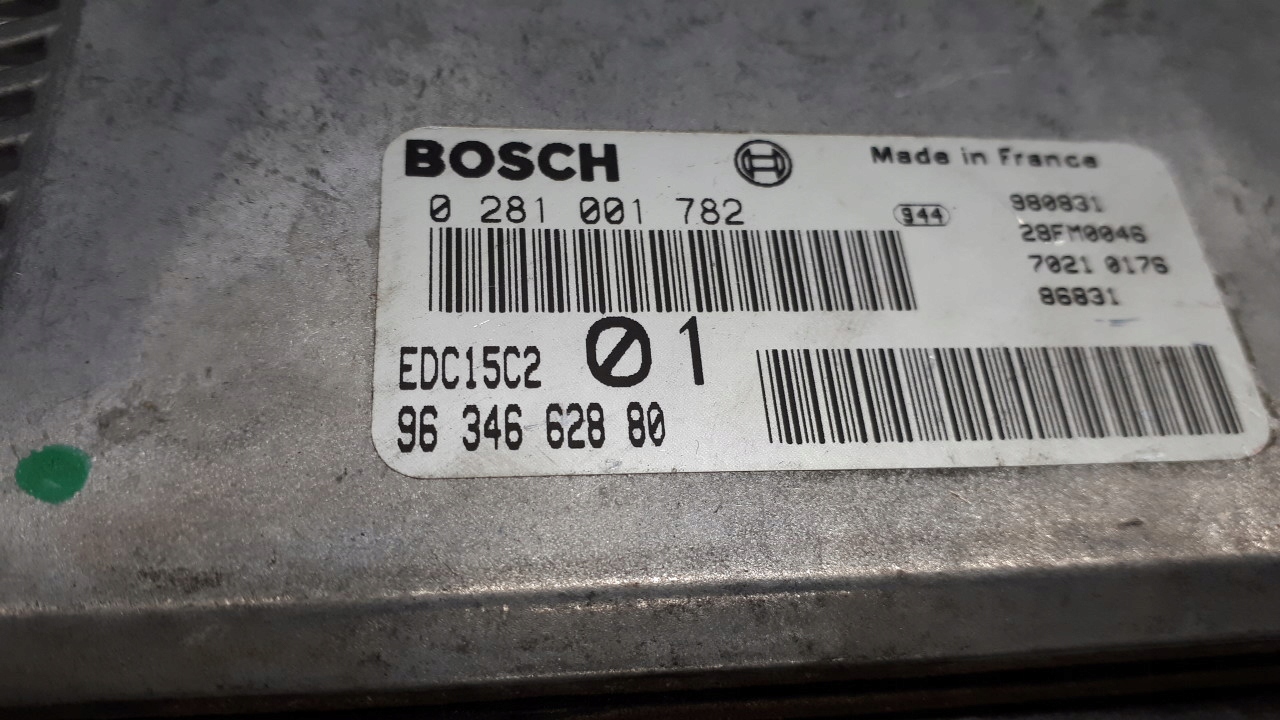 BOSCH
Made in France
0 281 001 782
944
980831
28FM0046
7021 0176
86831
EDC15C2
01
96 346 628 80